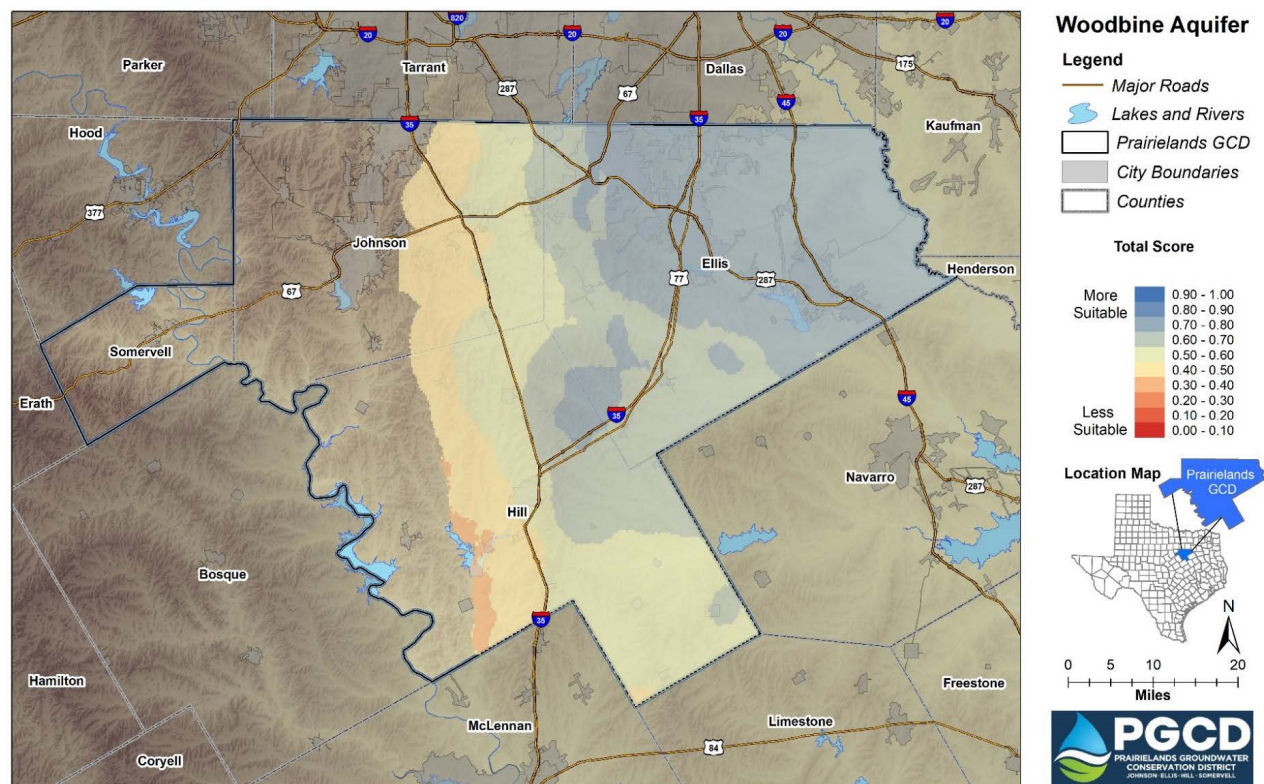 Woodbine Aquifer
Legend
Major Roads
Lakes and Rivers
Prairielands GCD
City Boundaries
Counties
Total Score
More
Suitable
0.90 - 1.00
0.80 - 0.90
0.70 - 0.80
0.60 - 0.70
0.50 - 0.60
0.40 - 0.50
0.30 - 0.40
0.20 - 0.30
0.10 - 0.20
0.00 - 0.10
Less
Suitable
Location Map
Prairielands
GCD
N
0 5 10 20
Miles
PGCD
PRAIRIELANDS GROUNDWATER
CONSERVATION DISTRICT
JOHNSON · ELLIS · HILL · SOMERVELL
820
20
20
20
Parker
Tarrant
Dallas
175
287
67
45
Hood
35
35
Kaufman
377
Johnson
Ellis
Henderson
67
77
287
Somervell
Erath
35
45
Navarro
287
Hill
Bosque
35
Hamilton
Freestone
McLennan
Limestone
84
Coryell